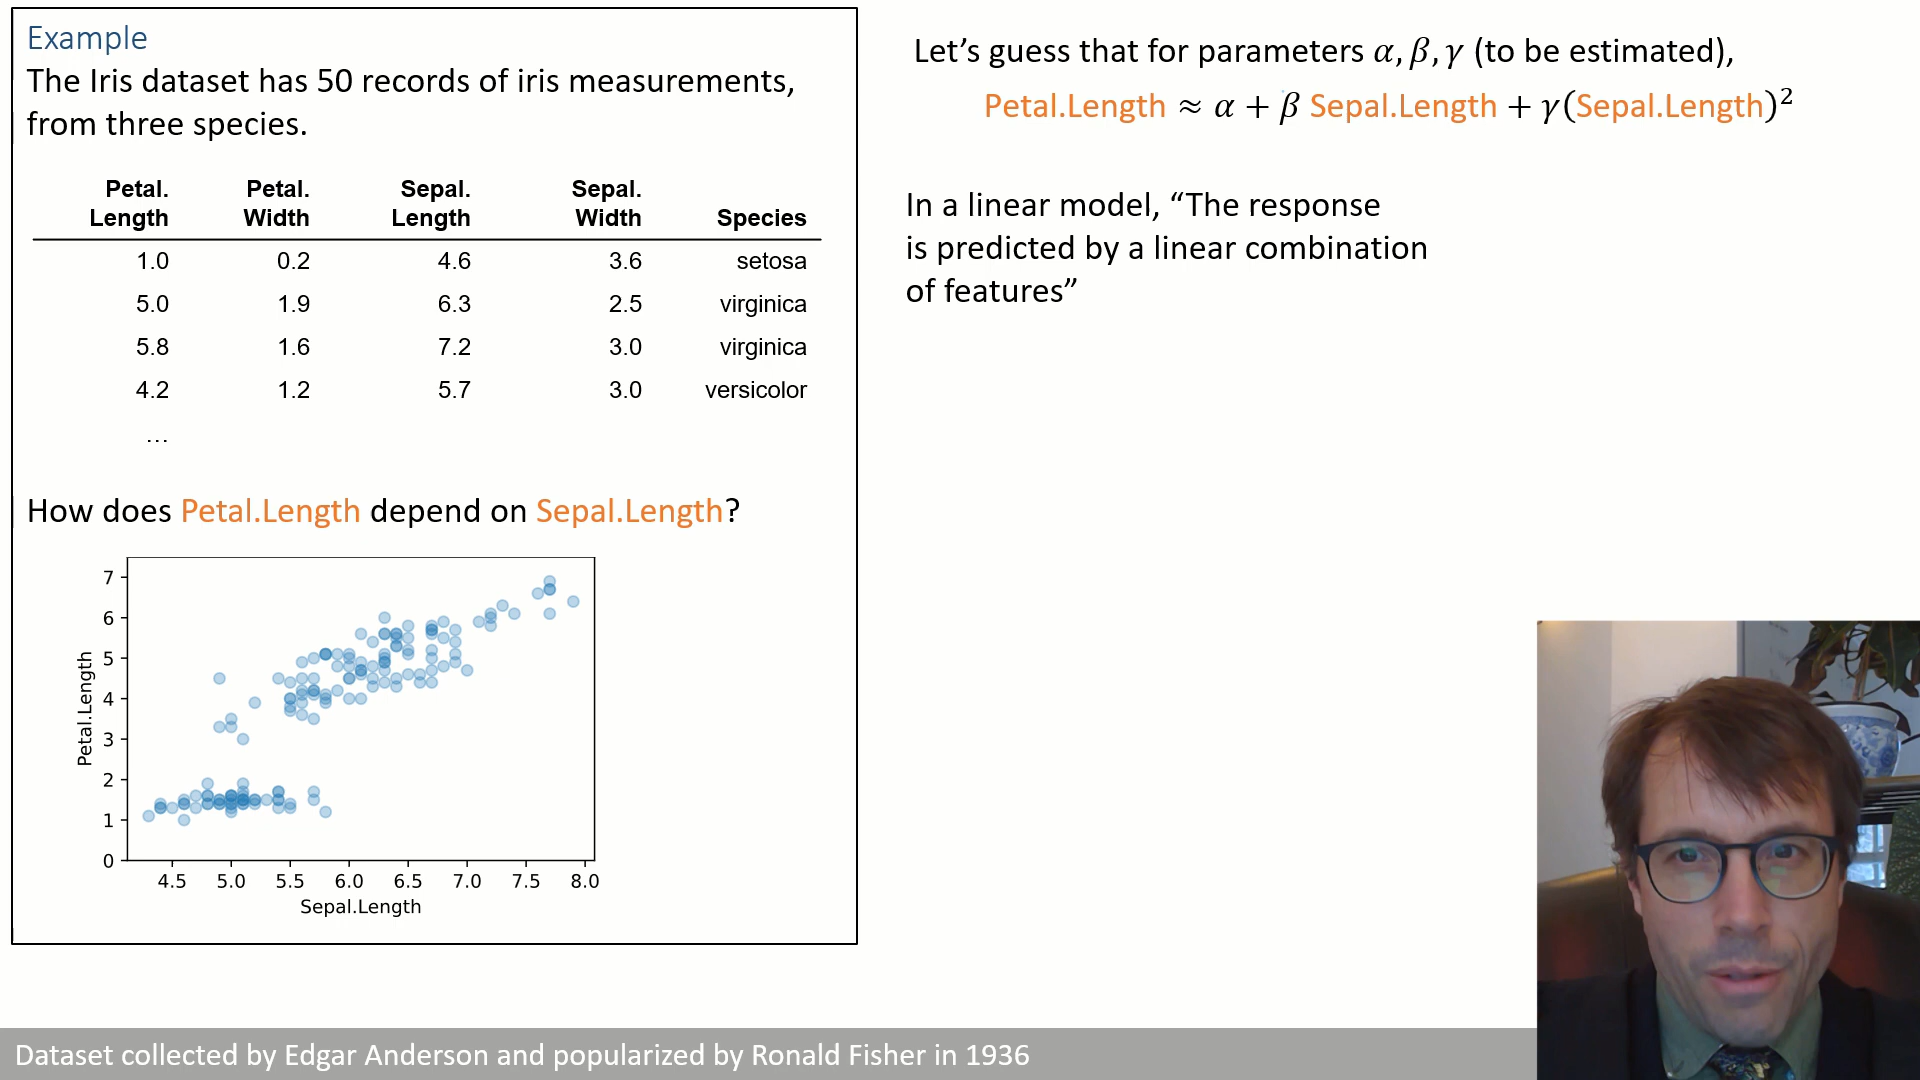 Example
The Iris dataset has 50 records of iris measurements,
from three species.
Petal. Petal. Sepal. Sepal.
Length Width Length Width Species
1.0 0.2 4.6 3.6 setosa
5.0 1.9 6.3 2.5 virginica
5.8 1.6 7.2 3.0 virginica
4.2 1.2 5.7 3.0 versicolor
…
How does Petal.Length depend on Sepal.Length?
7
6
5
4
3
2
1
0
Petal.Length
4.5 5.0 5.5 6.0 6.5 7.0 7.5 8.0
Sepal.Length
Let’s guess that for parameters α, β, γ (to be estimated),
Petal.Length ≈ α + β Sepal.Length + γ(Sepal.Length)²
In a linear model, “The response
is predicted by a linear combination
of features”
Dataset collected by Edgar Anderson and popularized by Ronald Fisher in 1936